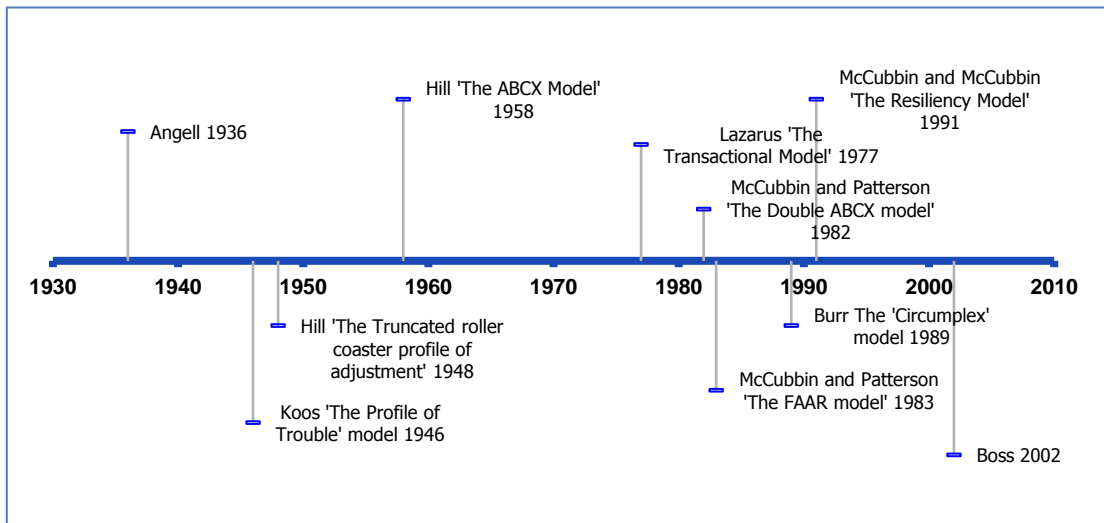 McCubbin and McCubbin
'The Resiliency Model'
1991
Hill 'The ABCX Model'
1958
Angell 1936
Lazarus 'The
Transactional Model' 1977
McCubbin and Patterson
'The Double ABCX model'
1982
1930 1940 1950 1960 1970 1980 1990 2000 2010
Burr The 'Circumplex'
model 1989
Hill 'The Truncated roller
coaster profile of
adjustment' 1948
McCubbin and Patterson
'The FAAR model' 1983
Koos 'The Profile of
Trouble' model 1946
Boss 2002